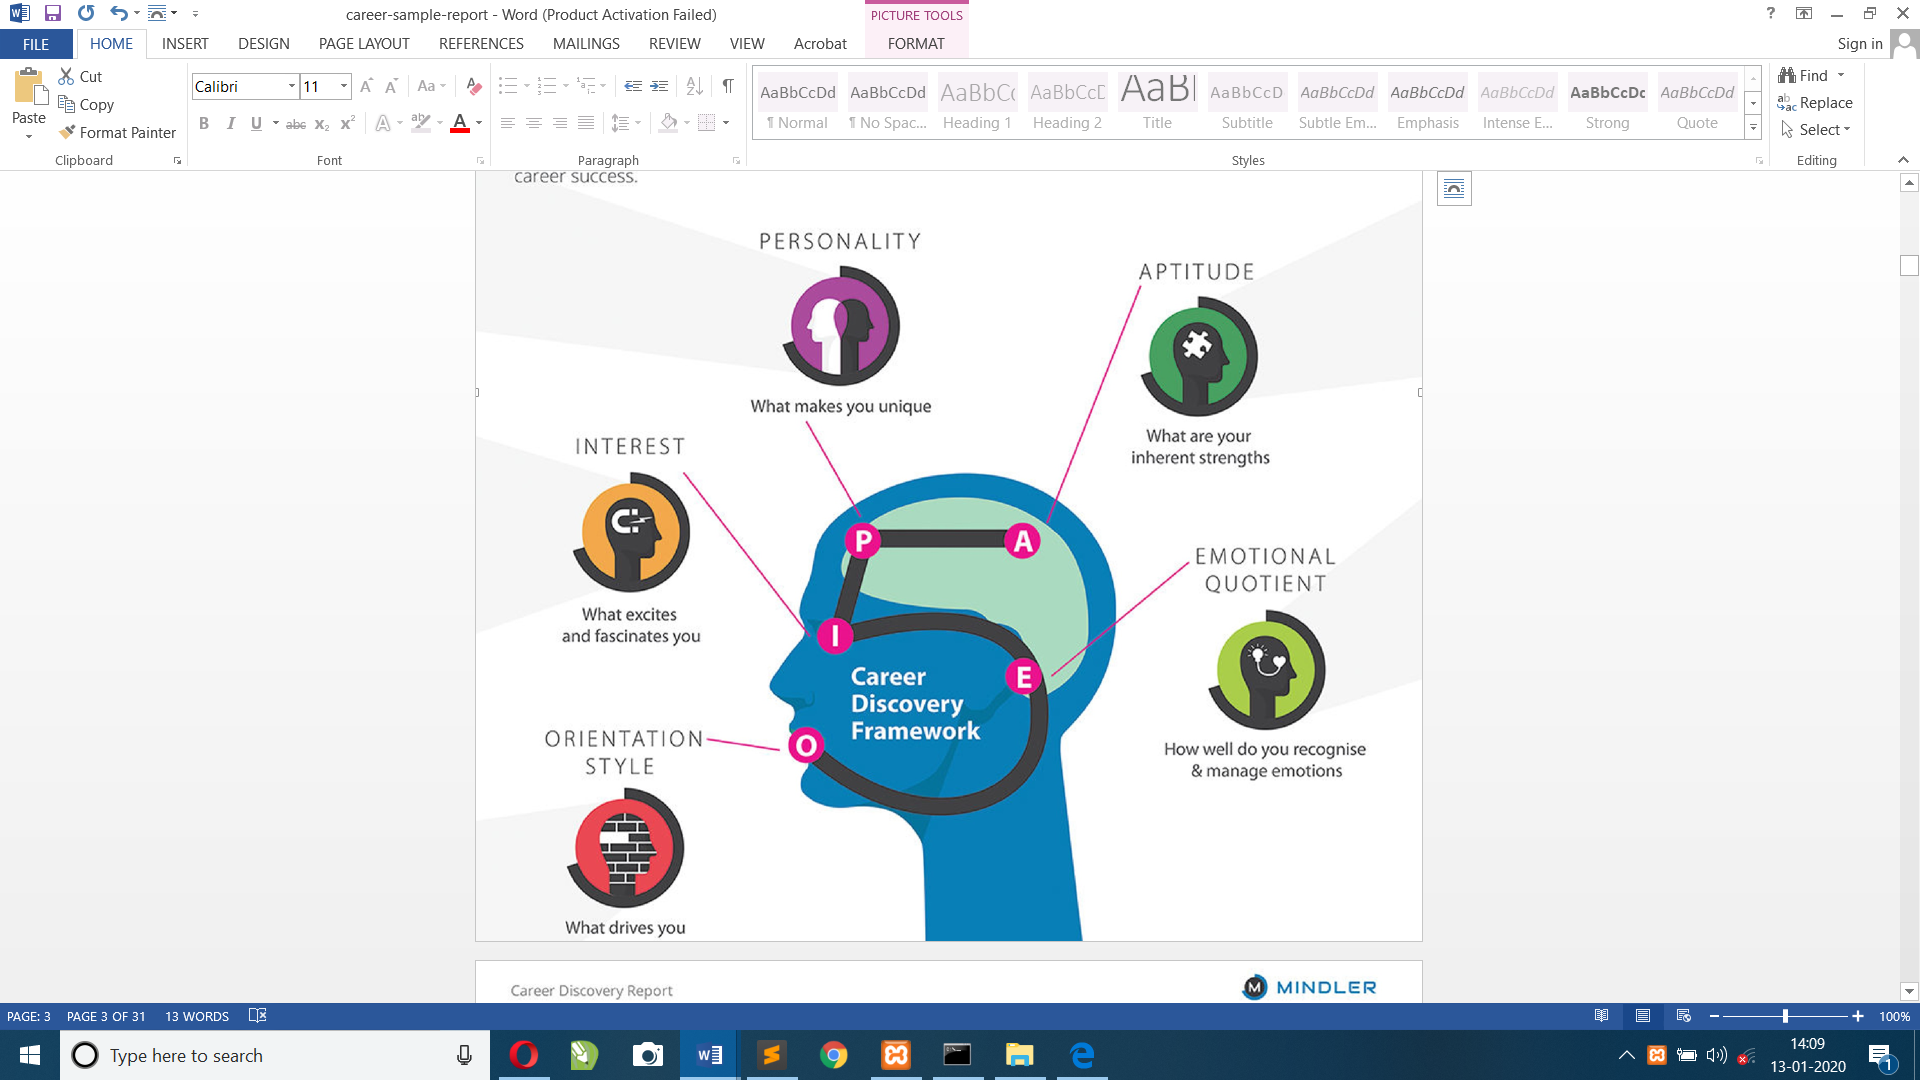 career-sample-report - Word (Product Activation Failed)
PICTURE TOOLS
FILE
HOME
INSERT
DESIGN
PAGE LAYOUT
REFERENCES
MAILINGS
REVIEW
VIEW
Acrobat
FORMAT
Sign in
Paste
Cut
Copy
Format Painter
Clipboard
Calibri
11
Font
Paragraph
AaBbCcDd
¶ Normal
AaBbCcDd
¶ No Spac...
AaBbCc
Heading 1
AaBbCcD
Heading 2
AaBl
Title
AaBbCcD
Subtitle
AaBbCcDd
Subtle Em...
AaBbCcDd
Emphasis
AaBbCcDd
Intense E...
AaBbCcDc
Strong
AaBbCcDd
Quote
Styles
Find
Replace
Select
Editing
career success.
PERSONALITY
What makes you unique
APTITUDE
What are your
inherent strengths
INTEREST
What excites
and fascinates you
P
A
I
E
O
Career
Discovery
Framework
EMOTIONAL
QUOTIENT
How well do you recognise
& manage emotions
ORIENTATION
STYLE
What drives you
Career Discovery Report
M MINDLER
PAGE: 3
PAGE 3 OF 31
13 WORDS
100%
Type here to search
14:09
13-01-2020
1